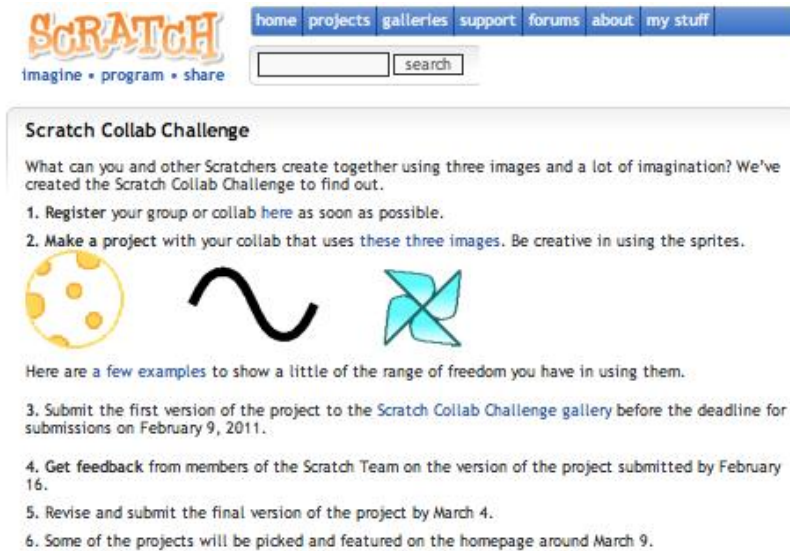 SCRATCH
imagine • program • share
home projects galleries support forums about my stuff
search
Scratch Collab Challenge
What can you and other Scratchers create together using three images and a lot of imagination? We've
created the Scratch Collab Challenge to find out.
1. Register your group or collab here as soon as possible.
2. Make a project with your collab that uses these three images. Be creative in using the sprites.
Here are a few examples to show a little of the range of freedom you have in using them.
3. Submit the first version of the project to the Scratch Collab Challenge gallery before the deadline for
submissions on February 9, 2011.
4. Get feedback from members of the Scratch Team on the version of the project submitted by February
16.
5. Revise and submit the final version of the project by March 4.
6. Some of the projects will be picked and featured on the homepage around March 9.